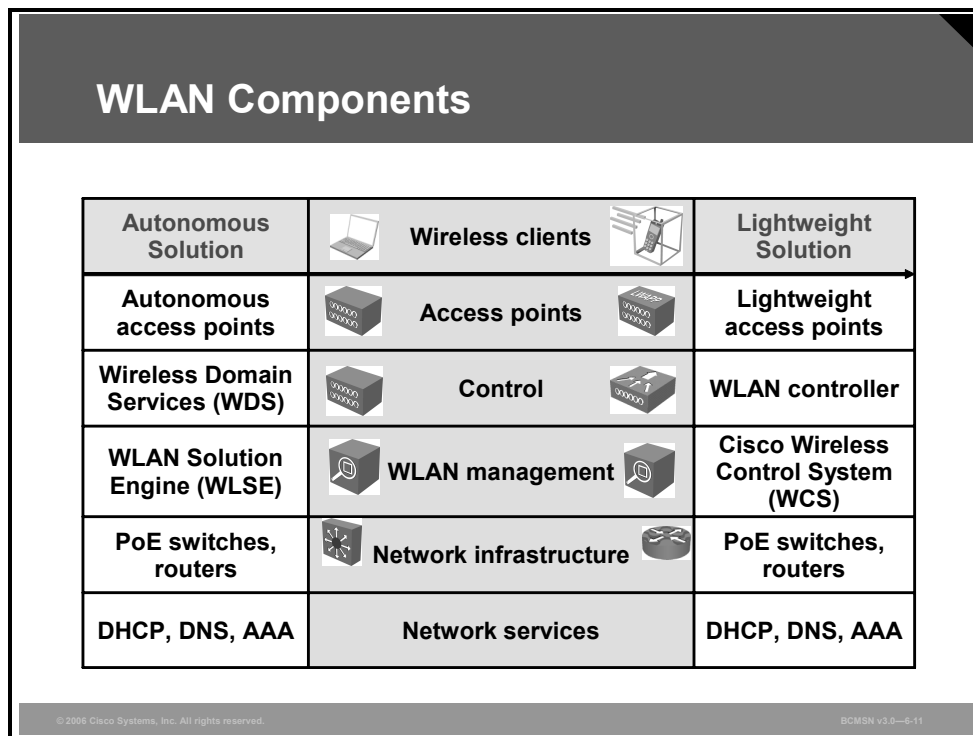 WLAN Components
Autonomous
Solution
Wireless clients
Lightweight
Solution
Autonomous
access points
Access points
LWAPP
Lightweight
access points
Wireless Domain
Services (WDS)
Control
WLAN controller
WLAN Solution
Engine (WLSE)
WLAN management
Cisco Wireless
Control System
(WCS)
PoE switches,
routers
Network infrastructure
PoE switches,
routers
DHCP, DNS, AAA
Network services
DHCP, DNS, AAA
© 2006 Cisco Systems, Inc. All rights reserved.
BCMSN v3.0—6-11